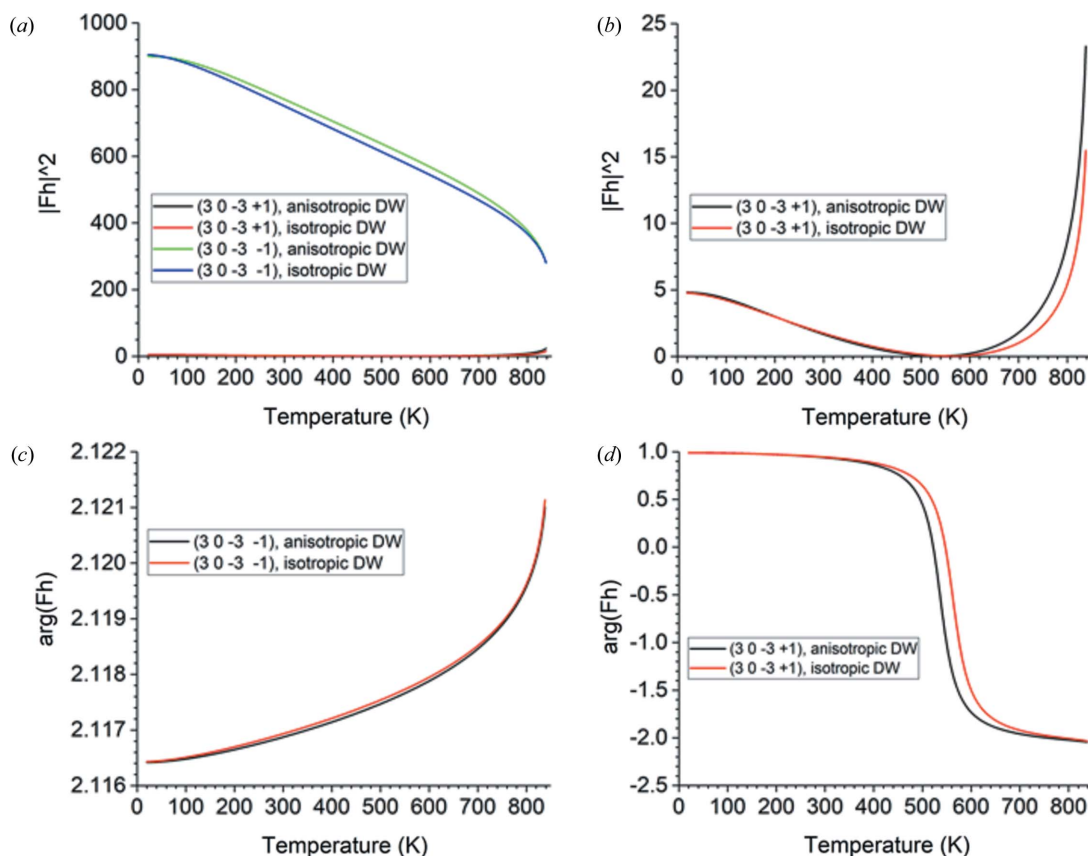 (a)
1000
800
600
400
200
0
|Fh|^2
(3 0 -3 +1), anisotropic DW
(3 0 -3 +1), isotropic DW
(3 0 -3 -1), anisotropic DW
(3 0 -3 -1), isotropic DW
0 100 200 300 400 500 600 700 800
Temperature (K)
(b)
25
20
15
10
5
0
|Fh|^2
(3 0 -3 +1), anisotropic DW
(3 0 -3 +1), isotropic DW
0 100 200 300 400 500 600 700 800
Temperature (K)
(c)
2.122
2.121
2.120
2.119
2.118
2.117
2.116
arg(Fh)
(3 0 -3 -1), anisotropic DW
(3 0 -3 -1), isotropic DW
0 100 200 300 400 500 600 700 800
Temperature (K)
(d)
1.0
0.5
0.0
-0.5
-1.0
-1.5
-2.0
-2.5
arg(Fh)
(3 0 -3 +1), anisotropic DW
(3 0 -3 +1), isotropic DW
0 100 200 300 400 500 600 700 800
Temperature (K)